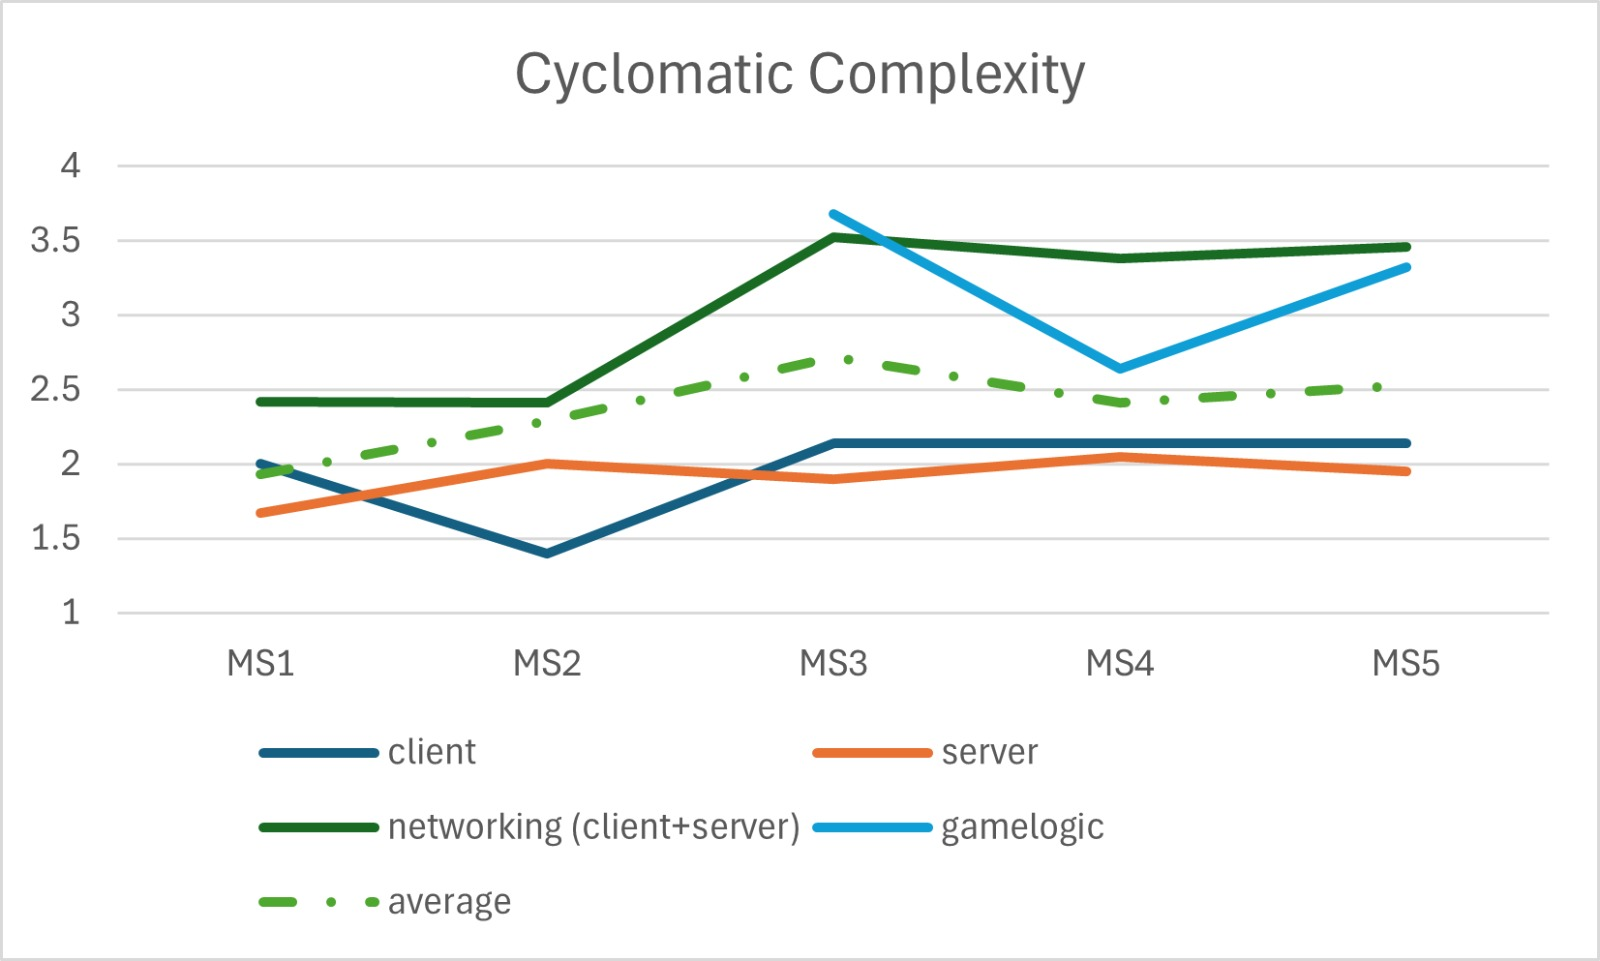 Cyclomatic Complexity
4
3.5
3
2.5
2
1.5
1
MS1 MS2 MS3 MS4 MS5
client server
networking (client+server) gamelogic
average